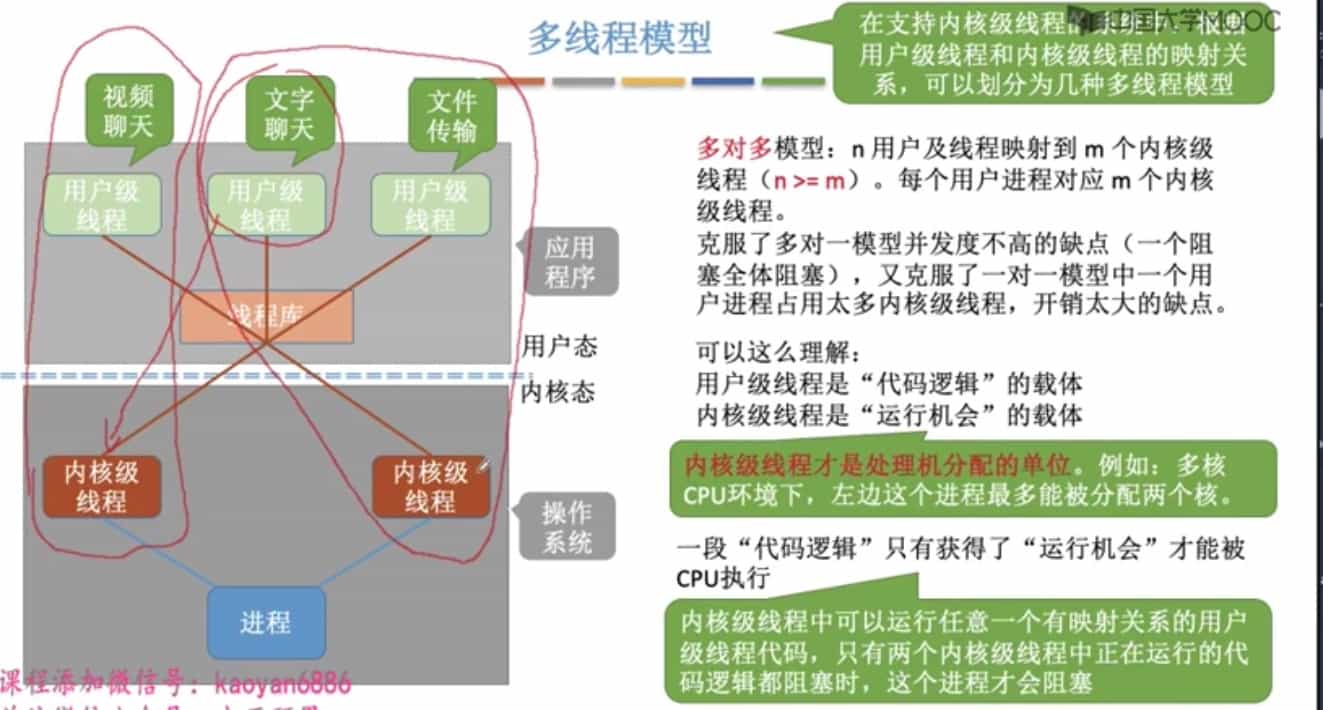 多线程模型
中国大学MOOC
在支持内核级线程的系统中，根据
用户级线程和内核级线程的映射关
系，可以划分为几种多线程模型
视频
聊天
文字
聊天
文件
传输
用户级
线程
用户级
线程
用户级
线程
应用
程序
线程库
用户态
内核态
内核级
线程
内核级
线程
操作
系统
进程
多对多模型：n 用户及线程映射到 m 个内核级
线程（n >= m）。每个用户进程对应 m 个内核
级线程。
克服了多对一模型并发度不高的缺点（一个阻
塞全体阻塞），又克服了一对一模型中一个用
户进程占用太多内核级线程，开销太大的缺点。
可以这么理解：
用户级线程是“代码逻辑”的载体
内核级线程是“运行机会”的载体
内核级线程才是处理机分配的单位。例如：多核
CPU环境下，左边这个进程最多能被分配两个核。
一段“代码逻辑”只有获得了“运行机会”才能被
CPU执行
内核级线程中可以运行任意一个有映射关系的用户
级线程代码，只有两个内核级线程中正在运行的代
码逻辑都阻塞时，这个进程才会阻塞
课程添加微信号：kaoyan6886